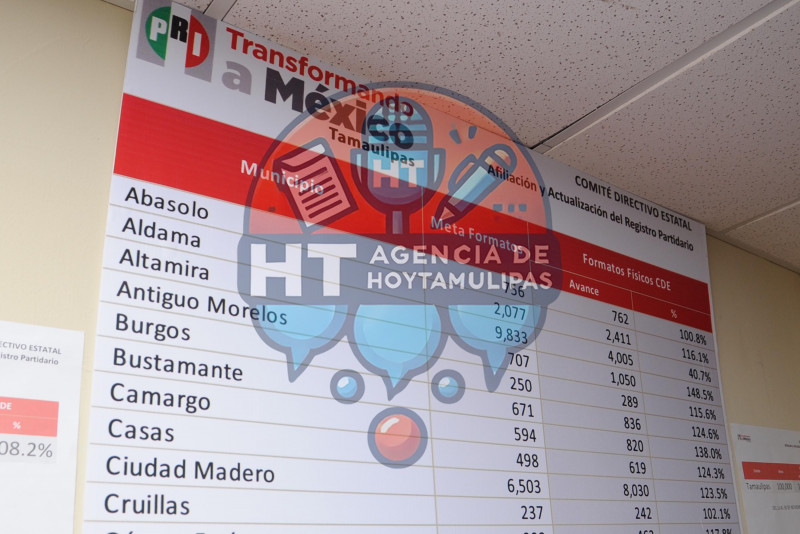 PRI
Transformando
a México
Tamaulipas
COMITÉ DIRECTIVO ESTATAL
Afiliación y Actualización del Registro Partidario
Municipio Meta Formatos Formatos Físicos CDE
Avance %
Abasolo 756 762 100.8%
Aldama 2,077 2,411 116.1%
Altamira 9,833 4,005 40.7%
Antiguo Morelos 707 1,050 148.5%
Burgos 250 289 115.6%
Bustamante 671 836 124.6%
Camargo 594 820 138.0%
Casas 498 619 124.3%
Ciudad Madero 6,503 8,030 123.5%
Cruillas 237 242 102.1%
117.8%
HT
HT AGENCIA DE
HOYTAMULIPAS
DIRECTIVO ESTATAL
Registro Partidario
DE
%
08.2%
Tamaulipas